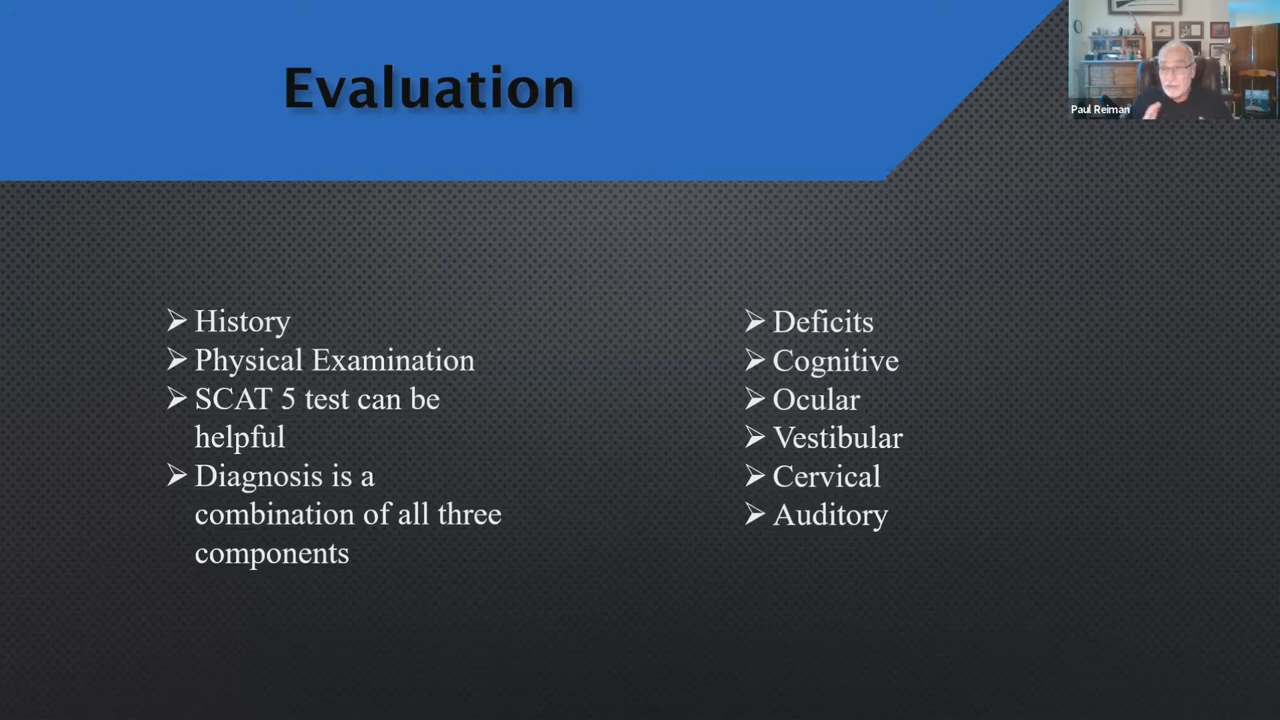 Evaluation
Paul Reiman
➢ History
➢ Physical Examination
➢ SCAT 5 test can be
helpful
➢ Diagnosis is a
combination of all three
components
➢ Deficits
➢ Cognitive
➢ Ocular
➢ Vestibular
➢ Cervical
➢ Auditory